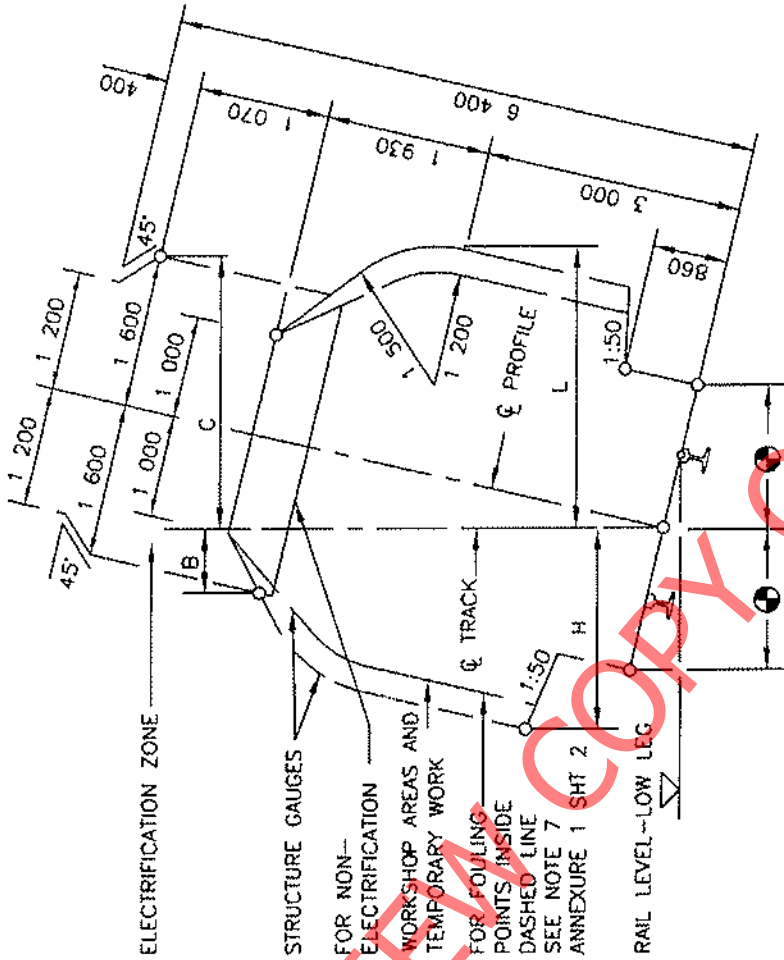 400
1 070
6 400
1 930
3 000
860
45°
1 200
1 600
1 000
1 200
1 600
1 000
45°
C
B
1 500
1 200
℄ PROFILE
L
1:50
℄ TRACK
H
1:50
ELECTRIFICATION ZONE
STRUCTURE GAUGES
FOR NON-
ELECTRIFICATION
WORKSHOP AREAS AND
TEMPORARY WORK
FOR FOULING
POINTS INSIDE
DASHED LINE
SEE NOTE 7
ANNEXURE 1 SHT 2
RAIL LEVEL-LOW LEG
EW COPY O